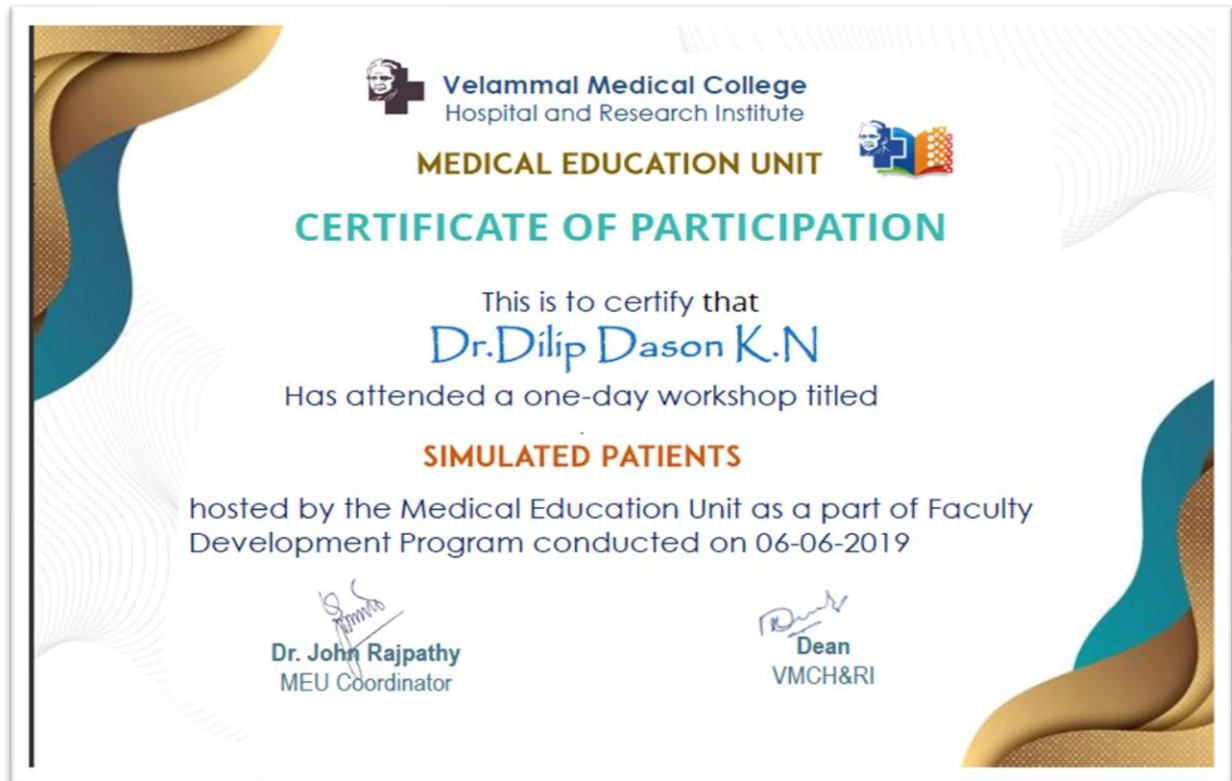 Velammal Medical College
Hospital and Research Institute
MEDICAL EDUCATION UNIT
CERTIFICATE OF PARTICIPATION
This is to certify that
Dr.Dilip Dason K.N
Has attended a one-day workshop titled
SIMULATED PATIENTS
hosted by the Medical Education Unit as a part of Faculty
Development Program conducted on 06-06-2019
Dr. John Rajpathy
MEU Coordinator
Dean
VMCH&RI